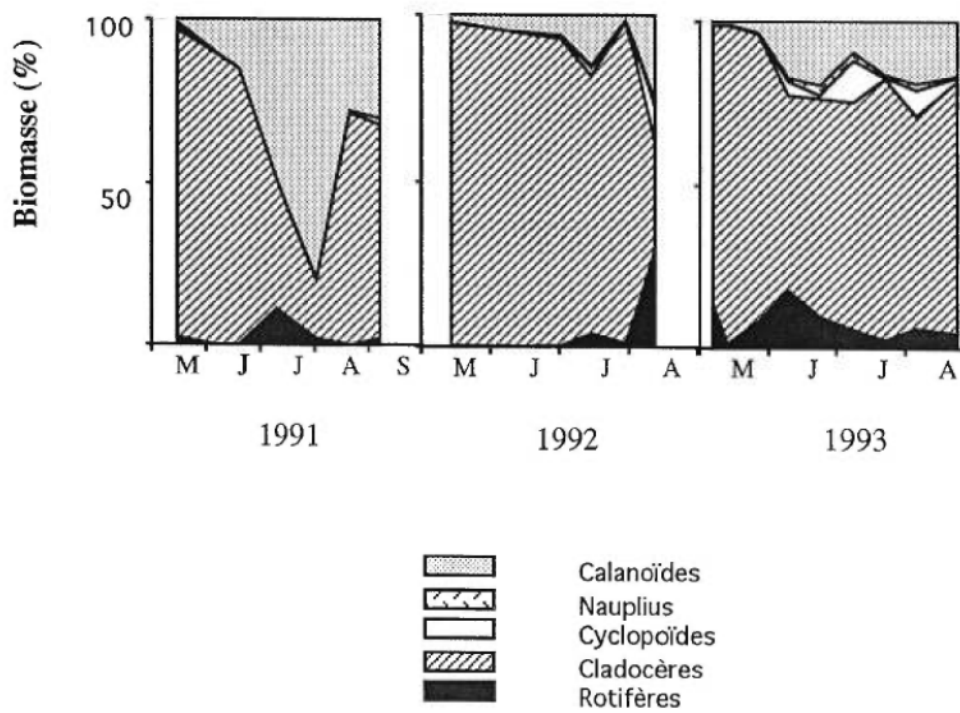 Biomasse (%)
100
50
M J J A S
M J J A
M J J A
1991
1992
1993
Calanoïdes
Nauplius
Cyclopoïdes
Cladocères
Rotifères